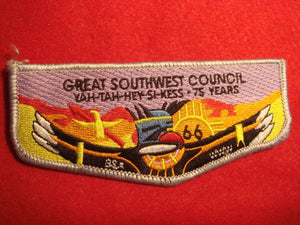 GREAT SOUTHWEST COUNCIL
YAH-TAH-HEY-SI-KESS • 75 YEARS
66
BSA
WWW